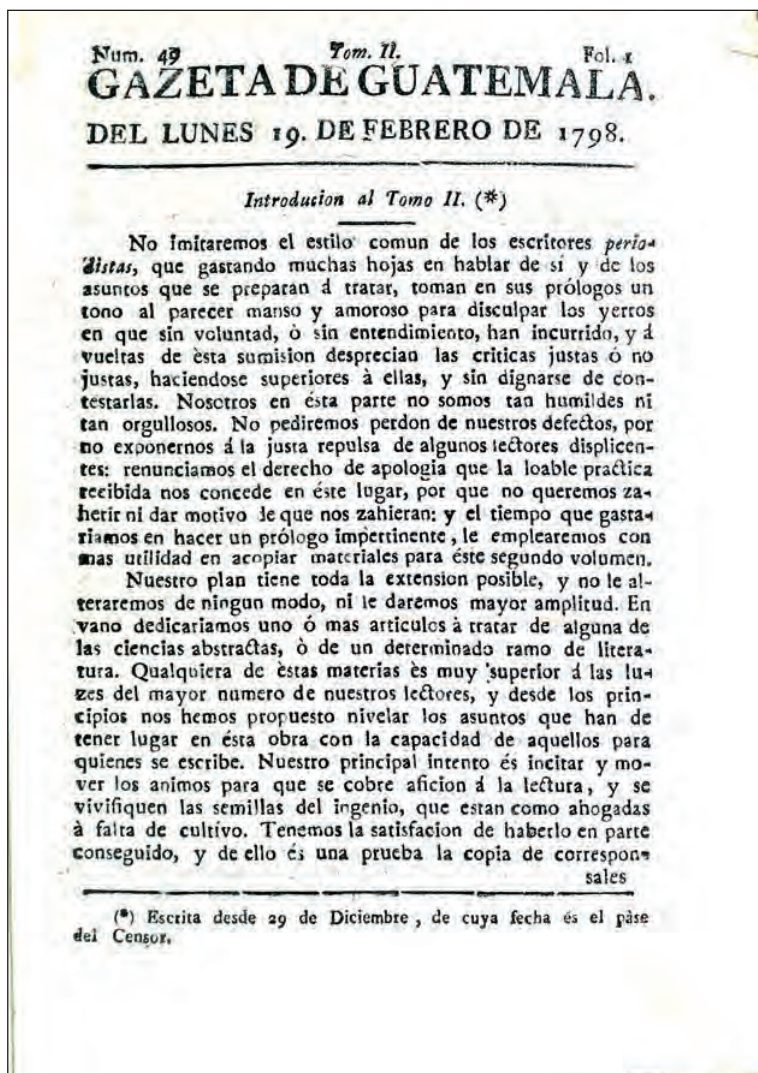 Num. 49 Tom. II. Fol. 1
GAZETA DE GUATEMALA.
DEL LUNES 19. DE FEBRERO DE 1798.
Introducion al Tomo II. (*)
No imitaremos el estilo comun de los escritores perio-
distas, que gastando muchas hojas en hablar de sí y de los
asuntos que se preparan á tratar, toman en sus prólogos un
tono al parecer manso y amoroso para disculpar los yerros
en que sin voluntad, ò sin entendimiento, han incurrido, y á
vueltas de èsta sumision desprecian las criticas justas ó no
justas, haciendose superiores à ellas, y sin dignarse de con-
testarlas. Nosotros en ésta parte no somos tan humildes ni
tan orgullosos. No pediremos perdon de nuestros defectos, por
no exponernos á la justa repulsa de algunos lectores displicen-
tes: renunciamos el derecho de apologia que la loable practica
recibida nos concede en éste lugar, por que no queremos za-
herir ni dar motivo de que nos zahieran: y el tiempo que gasta-
riamos en hacer un prólogo impertinente, le emplearemos con
mas utilidad en acopiar materiales para éste segundo volumen.
Nuestro plan tiene toda la extension posible, y no le al-
teraremos de ningun modo, ni le daremos mayor amplitud. En
vano dedicariamos uno ó mas articulos à tratar de alguna de
las ciencias abstractas, ò de un determinado ramo de litera-
tura. Qualquiera de èstas materias ès muy superior á las lu-
zes del mayor numero de nuestros lectores, y desde los prin-
cipios nos hemos propuesto nivelar los asuntos que han de
tener lugar en ésta obra con la capacidad de aquellos para
quienes se escribe. Nuestro principal intento és incitar y mo-
ver los animos para que se cobre aficion á la lectura, y se
vivifiquen las semillas del ingenio, que estan como ahogadas
à falta de cultivo. Tenemos la satisfacion de haberlo en parte
conseguido, y de ello és una prueba la copia de correspon-
sales
(*) Escrita desde 29 de Diciembre, de cuya fecha és el páse
del Censor.